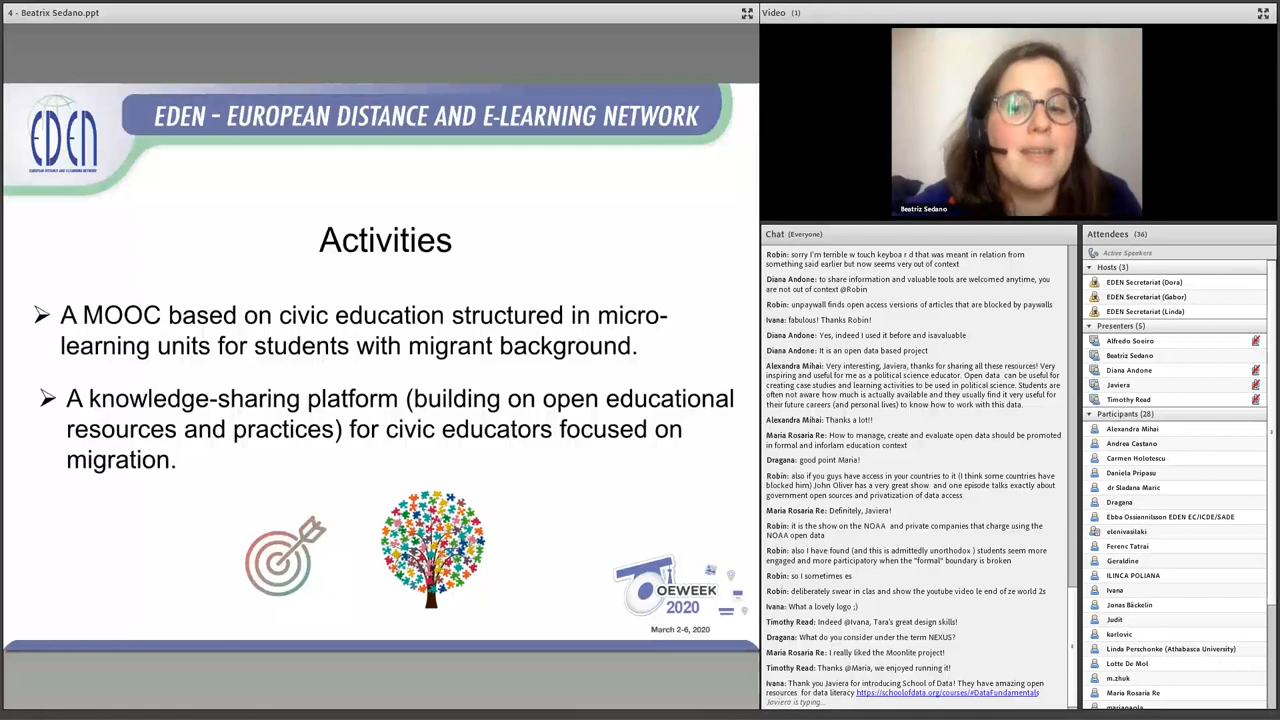 4 - Beatrix Sedano.ppt
EDEN
EUROPEAN DISTANCE AND E-LEARNING NETWORK
EDEN - EUROPEAN DISTANCE AND E-LEARNING NETWORK
Activities
A MOOC based on civic education structured in micro-
learning units for students with migrant background.
A knowledge-sharing platform (building on open educational
resources and practices) for civic educators focused on
migration.
OEWEEK
2020
March 2-6, 2020
Video (1)
Beatriz Sedano
Chat (Everyone)
Robin: sorry I'm terrible w touch keyboa r d that was meant in relation from
something said earlier but now seems very out of context
Diana Andone: to share information and valuable tools are welcomed anytime, you
are not out of context @Robin
Robin: unpaywall finds open access versions of articles that are blocked by paywalls
Ivana: fabulous! Thanks Robin!
Diana Andone: Yes, indeed I used it before and isavaluable
Diana Andone: It is an open data based project
Alexandra Mihai: Very interesting, Javiera, thanks for sharing all these resources! Very
inspiring and useful for me as a political science educator. Open data can be useful for
creating case studies and learning activities to be used in political science. Students are
often not aware how much is actually available and they usually find it very useful for
their future careers (and personal lives) to know how to work with this data.
Alexandra Mihai: Thanks a lot!!
Maria Rosaria Re: How to manage, create and evaluate open data should be promoted
in formal and inforlam education context
Dragana: good point Maria!
Robin: also if you guys have access in your countries to it (I think some countries have
blocked him) John Oliver has a very great show and one episode talks exactly about
government open sources and privatization of data access
Maria Rosaria Re: Definitely, Javiera!
Robin: it is the show on the NOAA and private companies that charge using the
NOAA open data
Robin: also I have found (and this is admittedly unorthodox ) students seem more
engaged and more participatory when the "formal" boundary is broken
Robin: so I sometimes es
Robin: deliberately swear in clas and show the youtube video le end of ze world 2s
Ivana: What a lovely logo ;)
Timothy Read: Indeed @Ivana, Tara's great design skills!
Dragana: What do you consider under the term NEXUS?
Maria Rosaria Re: I really liked the Moonlite project!
Timothy Read: Thanks @Maria, we enjoyed running it!
Ivana: Thank you Javiera for introducing School of Data! They have amazing open
resources for data literacy https://schoolofdata.org/courses/#DataFundamentals
Javiera is typing...
Attendees (36)
Active Speakers
Hosts (3)
EDEN Secretariat (Dora)
EDEN Secretariat (Gabor)
EDEN Secretariat (Linda)
Presenters (5)
Alfredo Soeiro
Beatriz Sedano
Diana Andone
Javiera
Timothy Read
Participants (28)
Alexandra Mihai
Andrea Castano
Carmen Holotescu
Daniela Pripasu
dr Sladana Maric
Dragana
Ebba Ossiannilsson EDEN EC/ICDE/SADE
elenivasilaki
Ferenc Tatrai
Geraldine
ILINCA POLIANA
Ivana
Jonas Bäckelin
Judit
karlovic
Linda Perschonke (Athabasca University)
Lotte De Mol
m.zhuk
Maria Rosaria Re